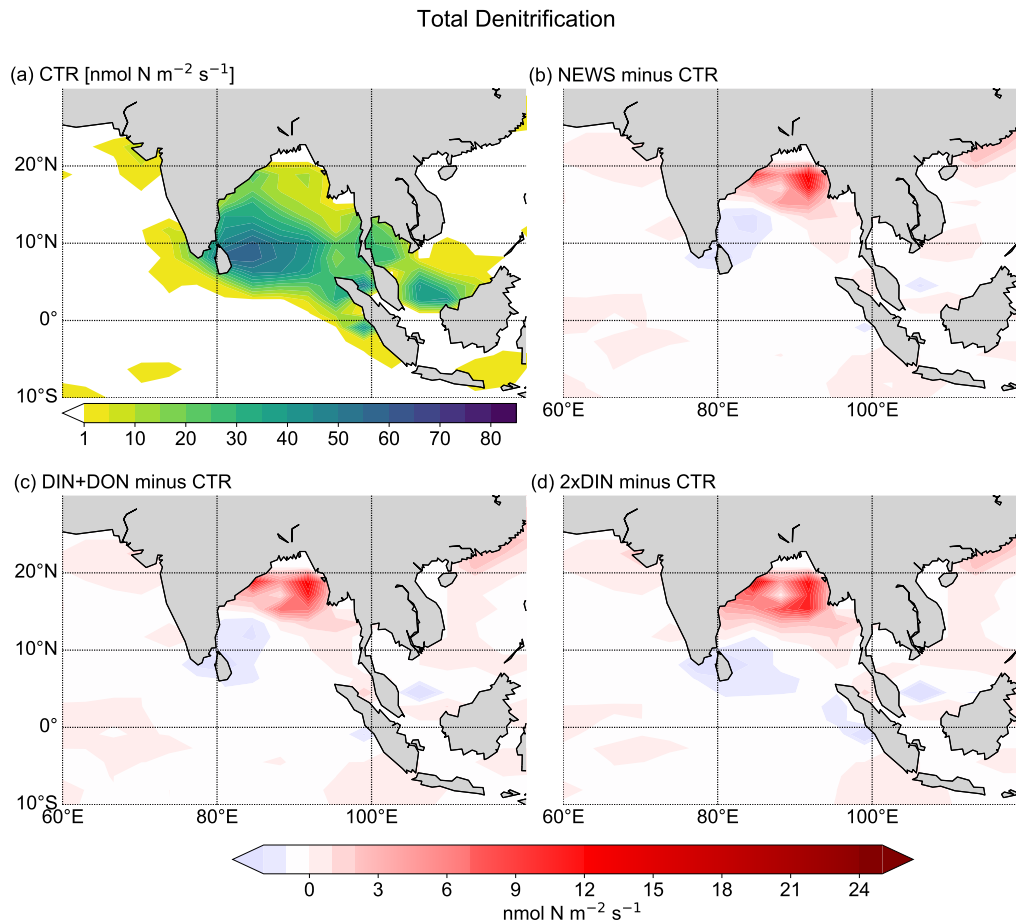 Total Denitrification
(a) CTR [nmol N m⁻² s⁻¹]
(b) NEWS minus CTR
20°N
10°N
0°
10°S
1 10 20 30 40 50 60 70 80
60°E 80°E 100°E
(c) DIN+DON minus CTR
(d) 2xDIN minus CTR
20°N
10°N
0°
10°S
60°E 80°E 100°E
60°E 80°E 100°E
0 3 6 9 12 15 18 21 24
nmol N m⁻² s⁻¹